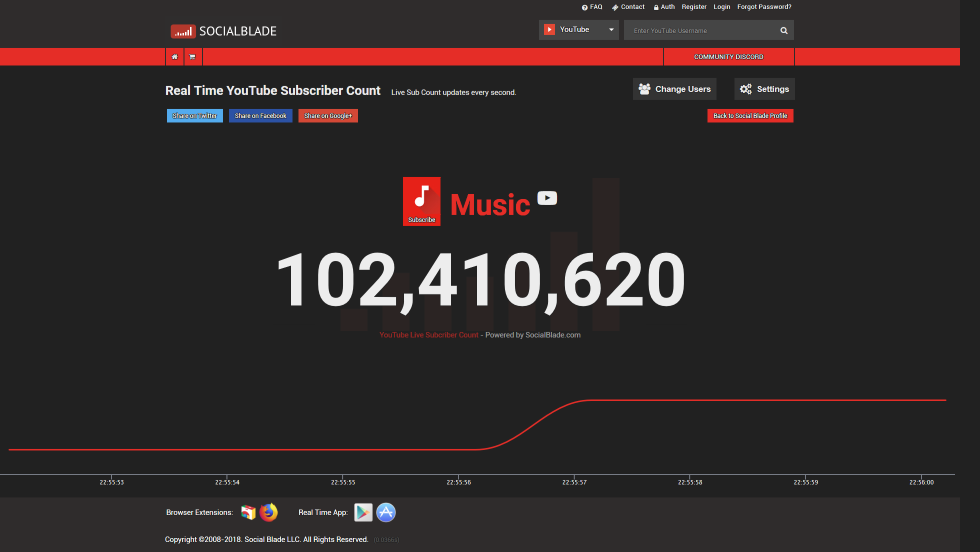 FAQ Contact Auth Register Login Forgot Password?
SOCIALBLADE
YouTube
Enter YouTube Username
COMMUNITY DISCORD
Real Time YouTube Subscriber Count
Live Sub Count updates every second.
Change Users
Settings
Share on Twitter
Share on Facebook
Share on Google+
Back to Social Blade Profile
Subscribe
Music
102,410,620
YouTube Live Subcriber Count - Powered by SocialBlade.com
22:55:53 22:55:54 22:55:55 22:55:56 22:55:57 22:55:58 22:55:59 22:56:00
Browser Extensions:
Real Time App:
Copyright ©2008-2018. Social Blade LLC. All Rights Reserved.